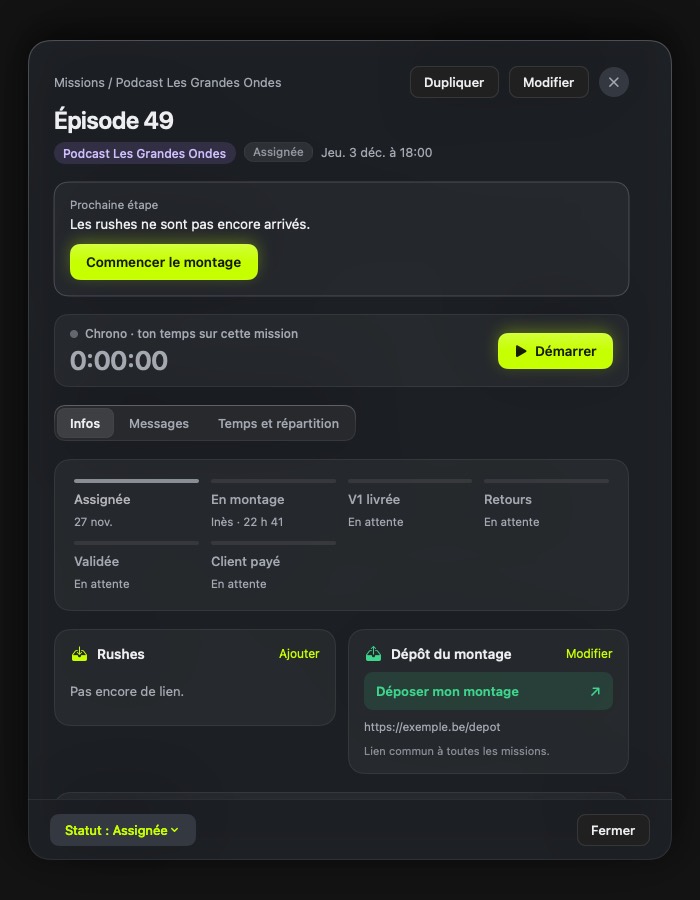 Missions / Podcast Les Grandes Ondes
Dupliquer
Modifier
Épisode 49
Podcast Les Grandes Ondes
Assignée
Jeu. 3 déc. à 18:00
Prochaine étape
Les rushes ne sont pas encore arrivés.
Commencer le montage
Chrono · ton temps sur cette mission
0:00:00
Démarrer
Infos
Messages
Temps et répartition
Assignée
27 nov.
En montage
Inès · 22 h 41
V1 livrée
En attente
Retours
En attente
Validée
En attente
Client payé
En attente
Rushes
Ajouter
Pas encore de lien.
Dépôt du montage
Modifier
Déposer mon montage
https://exemple.be/depot
Lien commun à toutes les missions.
Statut : Assignée
Fermer